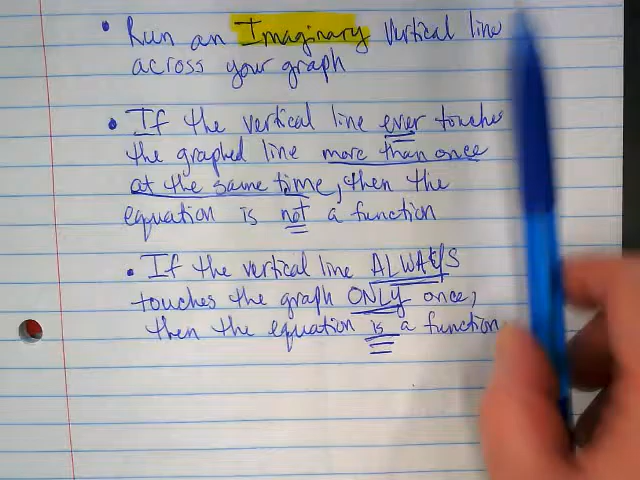 • Run an Imaginary vertical line
across your graph
• If the vertical line ever touches
the graphed line more than once
at the same time, then the
equation is not a function
• If the vertical line ALWAYS
touches the graph ONLY once,
then the equation is a function